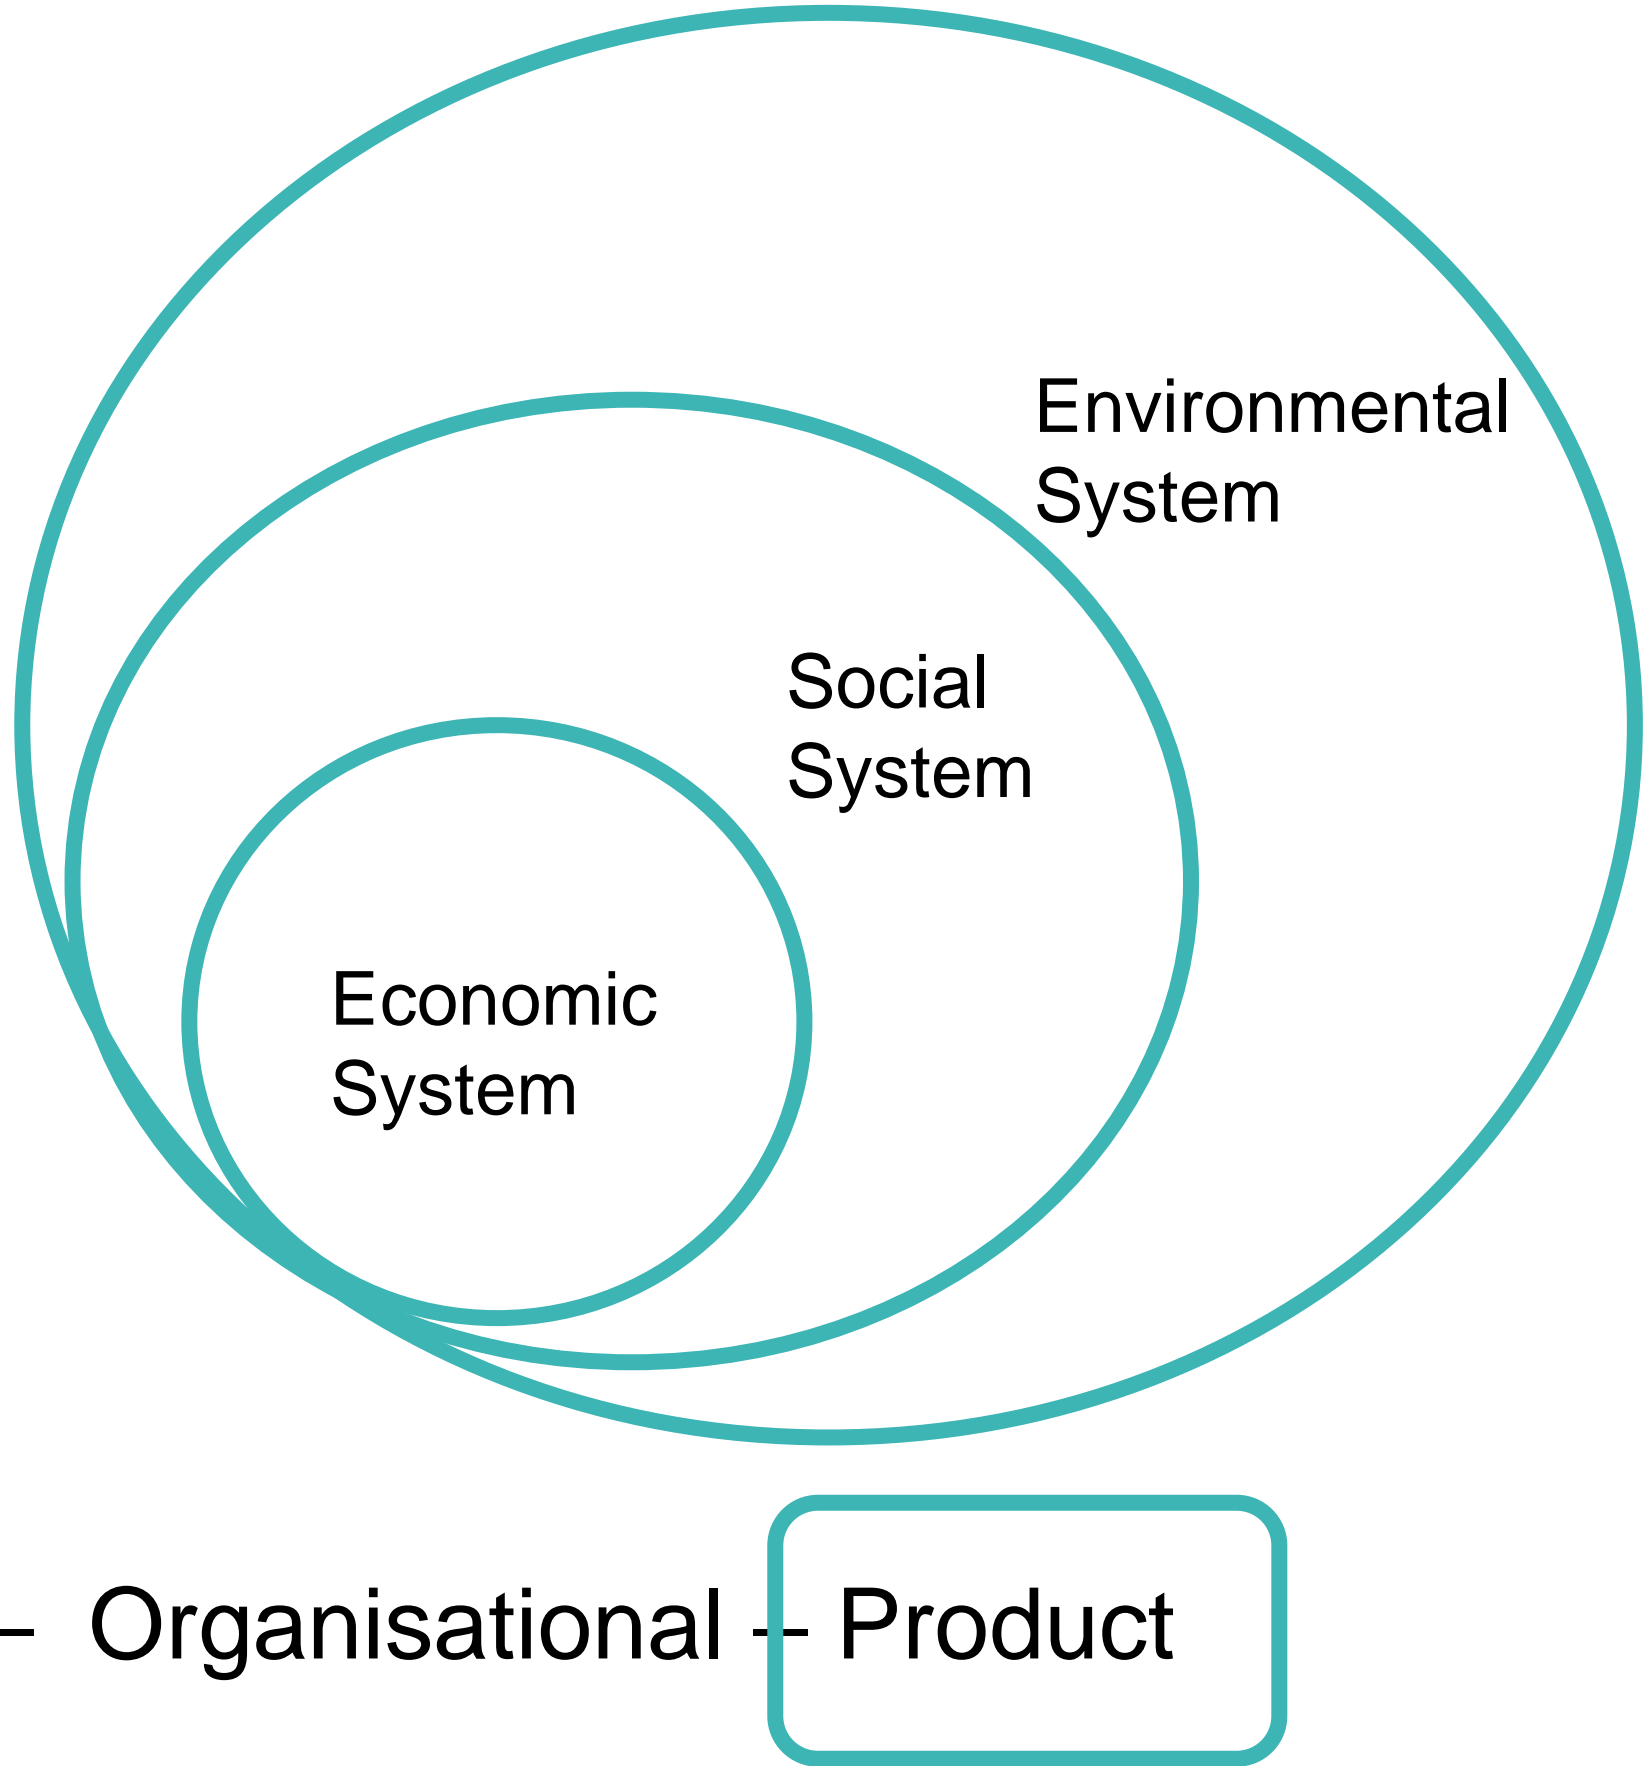 Environmental
System
Social
System
Economic
System
– Organisational – Product